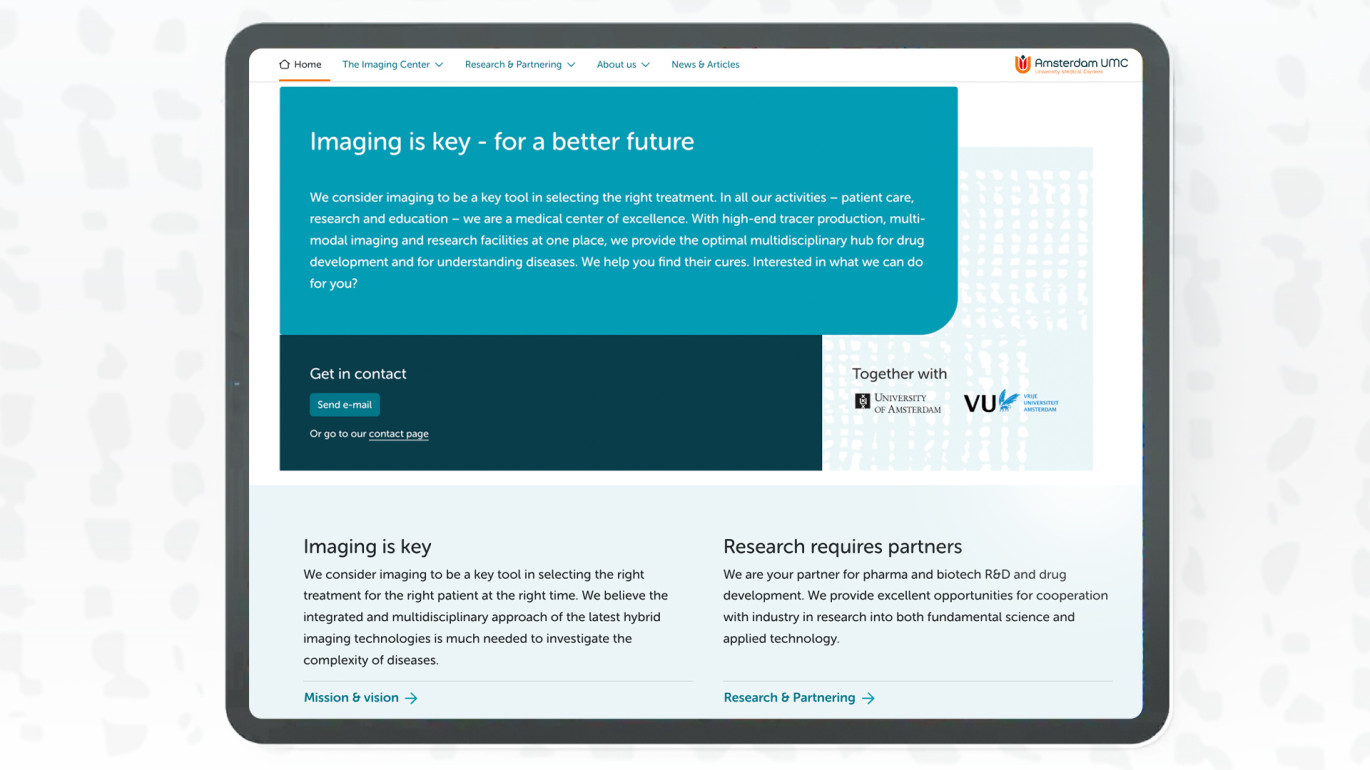 Home
The Imaging Center
Research & Partnering
About us
News & Articles
Amsterdam UMC
University Medical Centers
Imaging is key - for a better future
We consider imaging to be a key tool in selecting the right treatment. In all our activities – patient care,
research and education – we are a medical center of excellence. With high-end tracer production, multi-
modal imaging and research facilities at one place, we provide the optimal multidisciplinary hub for drug
development and for understanding diseases. We help you find their cures. Interested in what we can do
for you?
Get in contact
Send e-mail
Or go to our contact page
Together with
UNIVERSITY
OF AMSTERDAM
VU
VRIJE
UNIVERSITEIT
AMSTERDAM
Imaging is key
We consider imaging to be a key tool in selecting the right
treatment for the right patient at the right time. We believe the
integrated and multidisciplinary approach of the latest hybrid
imaging technologies is much needed to investigate the
complexity of diseases.
Mission & vision
Research requires partners
We are your partner for pharma and biotech R&D and drug
development. We provide excellent opportunities for cooperation
with industry in research into both fundamental science and
applied technology.
Research & Partnering